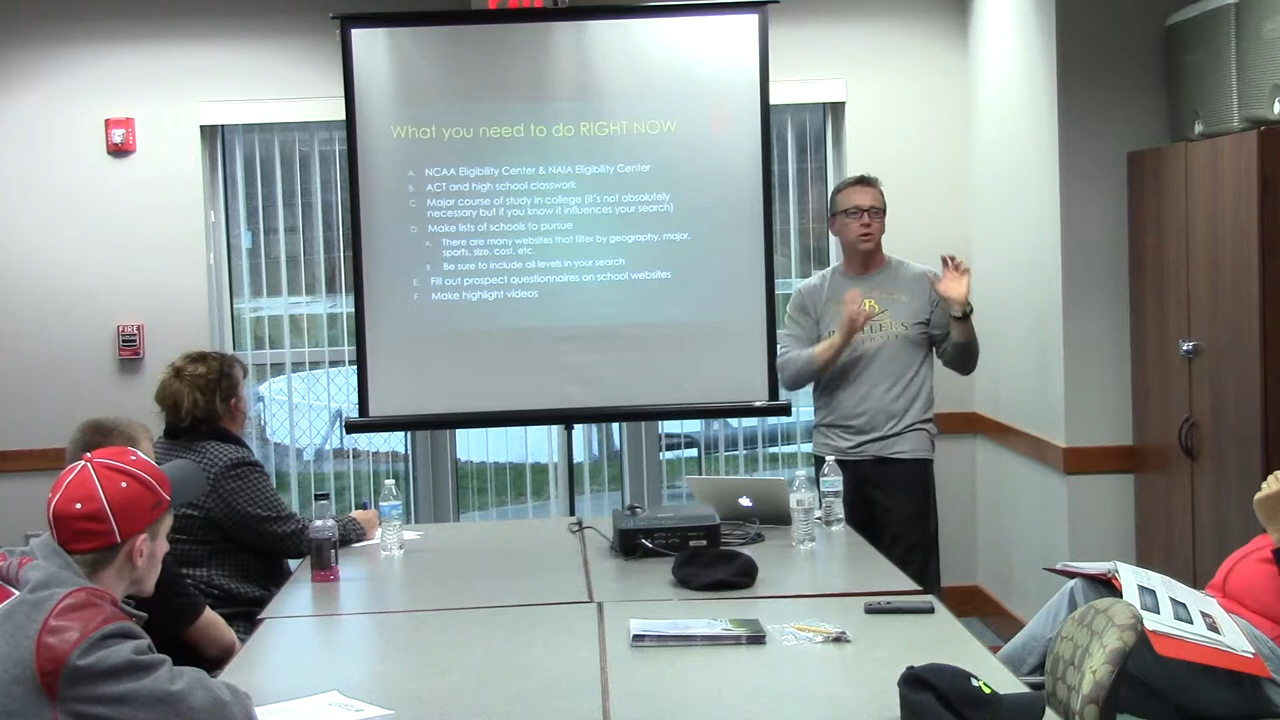 What you need to do RIGHT NOW
A. NCAA Eligibility Center & NAIA Eligibility Center
B. ACT and high school classwork
C. Major course of study in college (it's not absolutely
necessary but if you know it influences your search)
D. Make lists of schools to pursue
A. There are many websites that filter by geography, major,
sports, size, cost, etc.
B. Be sure to include all levels in your search
E. Fill out prospect questionnaires on school websites
F. Make highlight videos
FIRE
AB